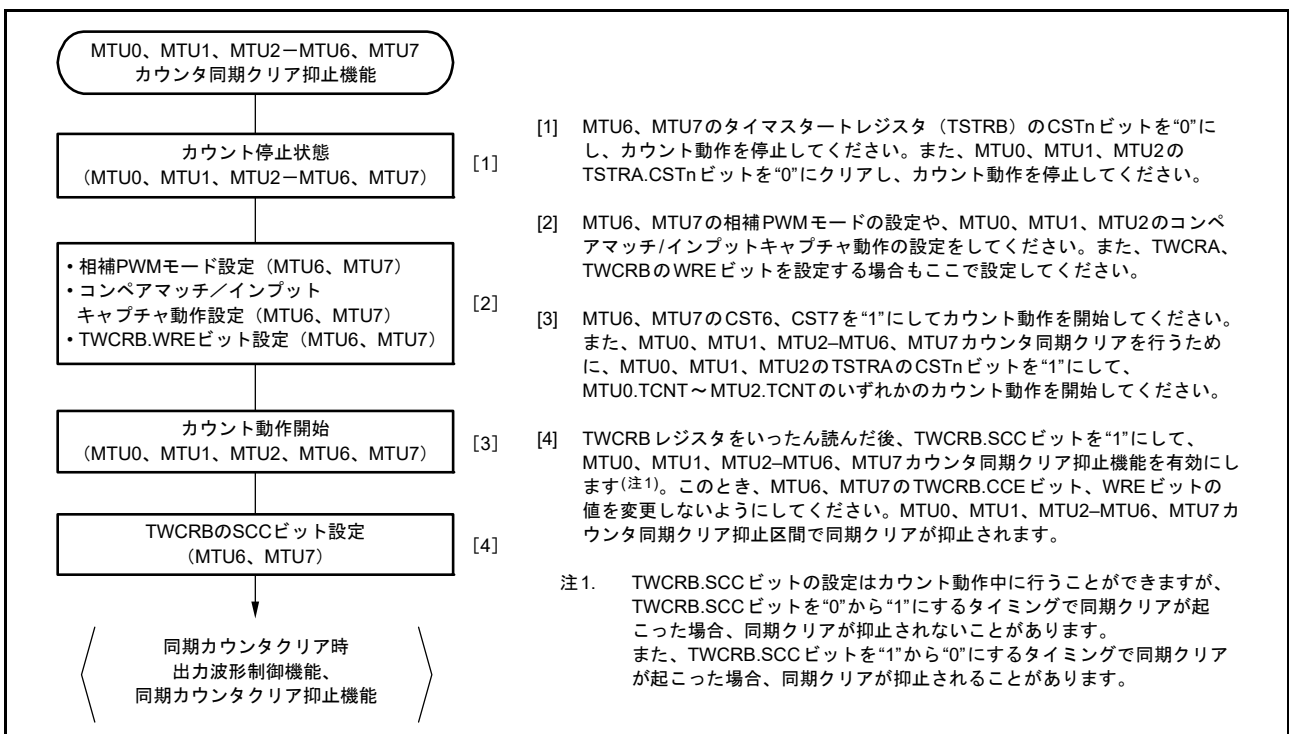 MTU0、MTU1、MTU2－MTU6、MTU7
カウンタ同期クリア抑止機能
カウント停止状態
（MTU0、MTU1、MTU2－MTU6、MTU7）
[1]
• 相補PWMモード設定（MTU6、MTU7）
• コンペアマッチ／インプット
キャプチャ動作設定（MTU6、MTU7）
• TWCRB.WREビット設定（MTU6、MTU7）
[2]
カウント動作開始
（MTU0、MTU1、MTU2、MTU6、MTU7）
[3]
TWCRBのSCCビット設定
（MTU6、MTU7）
[4]
同期カウンタクリア時
出力波形制御機能、
同期カウンタクリア抑止機能
[1] MTU6、MTU7のタイマスタートレジスタ（TSTRB）のCSTnビットを“0”に
し、カウント動作を停止してください。また、MTU0、MTU1、MTU2の
TSTRA.CSTnビットを“0”にクリアし、カウント動作を停止してください。
[2] MTU6、MTU7の相補PWMモードの設定や、MTU0、MTU1、MTU2のコンペ
アマッチ/インプットキャプチャ動作の設定をしてください。また、TWCRA、
TWCRBのWREビットを設定する場合もここで設定してください。
[3] MTU6、MTU7のCST6、CST7を“1”にしてカウント動作を開始してください。
また、MTU0、MTU1、MTU2–MTU6、MTU7カウンタ同期クリアを行うため
に、MTU0、MTU1、MTU2のTSTRAのCSTnビットを“1”にして、
MTU0.TCNT～MTU2.TCNTのいずれかのカウント動作を開始してください。
[4] TWCRBレジスタをいったん読んだ後、TWCRB.SCCビットを“1”にして、
MTU0、MTU1、MTU2–MTU6、MTU7カウンタ同期クリア抑止機能を有効にし
ます(注1)。このとき、MTU6、MTU7のTWCRB.CCEビット、WREビットの
値を変更しないようにしてください。MTU0、MTU1、MTU2–MTU6、MTU7カ
ウンタ同期クリア抑止区間で同期クリアが抑止されます。
注1. TWCRB.SCCビットの設定はカウント動作中に行うことができますが、
TWCRB.SCCビットを“0”から“1”にするタイミングで同期クリアが起
こった場合、同期クリアが抑止されないことがあります。
また、TWCRB.SCCビットを“1”から“0”にするタイミングで同期クリア
が起こった場合、同期クリアが抑止されることがあります。